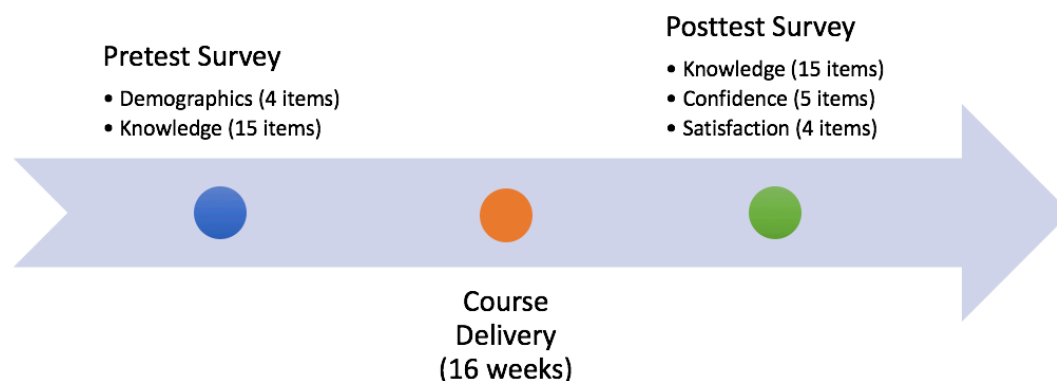 Pretest Survey
• Demographics (4 items)
• Knowledge (15 items)
Course
Delivery
(16 weeks)
Posttest Survey
• Knowledge (15 items)
• Confidence (5 items)
• Satisfaction (4 items)